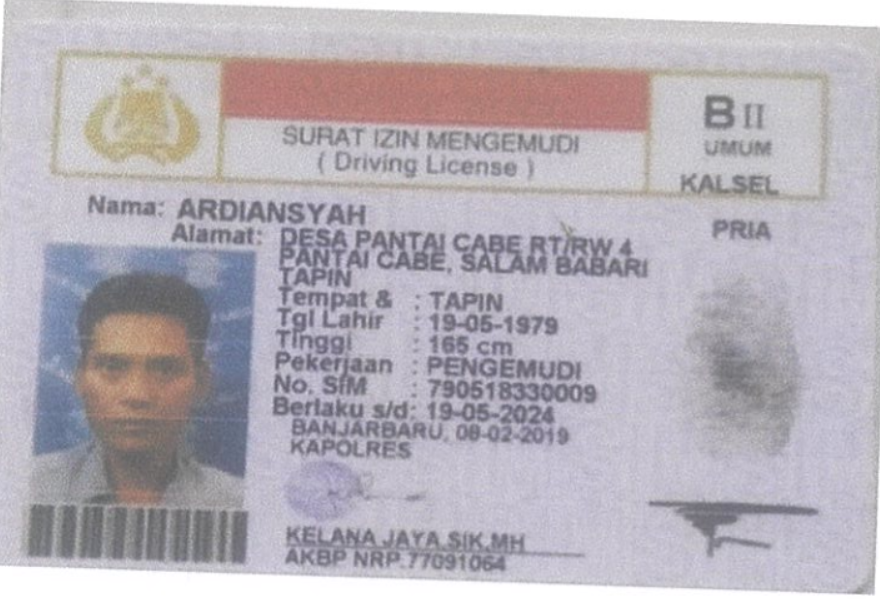 SURAT IZIN MENGEMUDI
( Driving License )
B II
UMUM
KALSEL
Nama: ARDIANSYAH
PRIA
Alamat: DESA PANTAI CABE RT/RW 4
PANTAI CABE, SALAM BABARI
TAPIN
Tempat & : TAPIN
Tgl Lahir : 19-05-1979
Tinggi : 165 cm
Pekerjaan : PENGEMUDI
No. SIM : 790518330009
Berlaku s/d: 19-05-2024
BANJARBARU, 08-02-2019
KAPOLRES
KELANA JAYA,SIK,MH
AKBP NRP.77091064